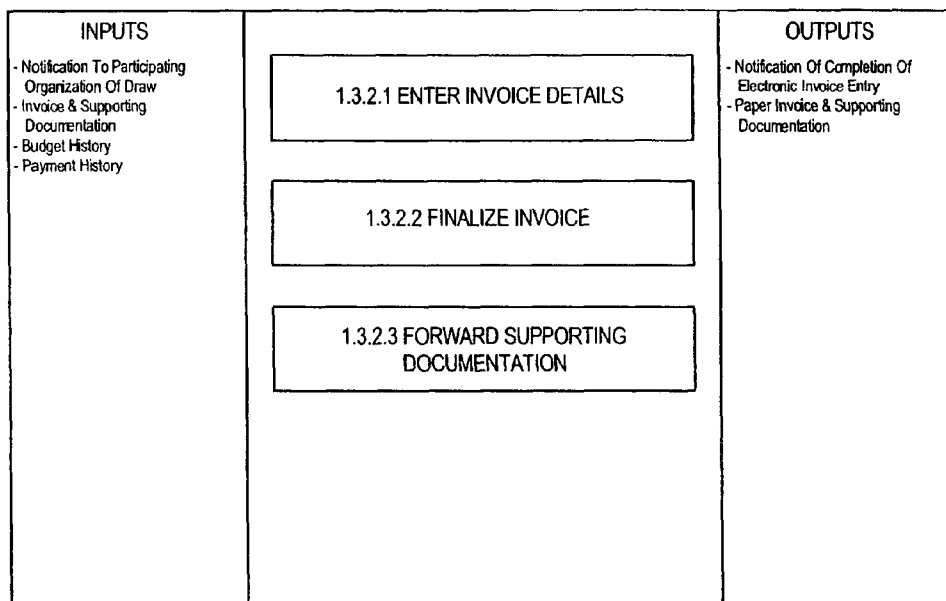 INPUTS
- Notification To Participating
Organization Of Draw
- Invoice & Supporting
Documentation
- Budget History
- Payment History
1.3.2.1 ENTER INVOICE DETAILS
1.3.2.2 FINALIZE INVOICE
1.3.2.3 FORWARD SUPPORTING
DOCUMENTATION
OUTPUTS
- Notification Of Completion Of
Electronic Invoice Entry
- Paper Invoice & Supporting
Documentation